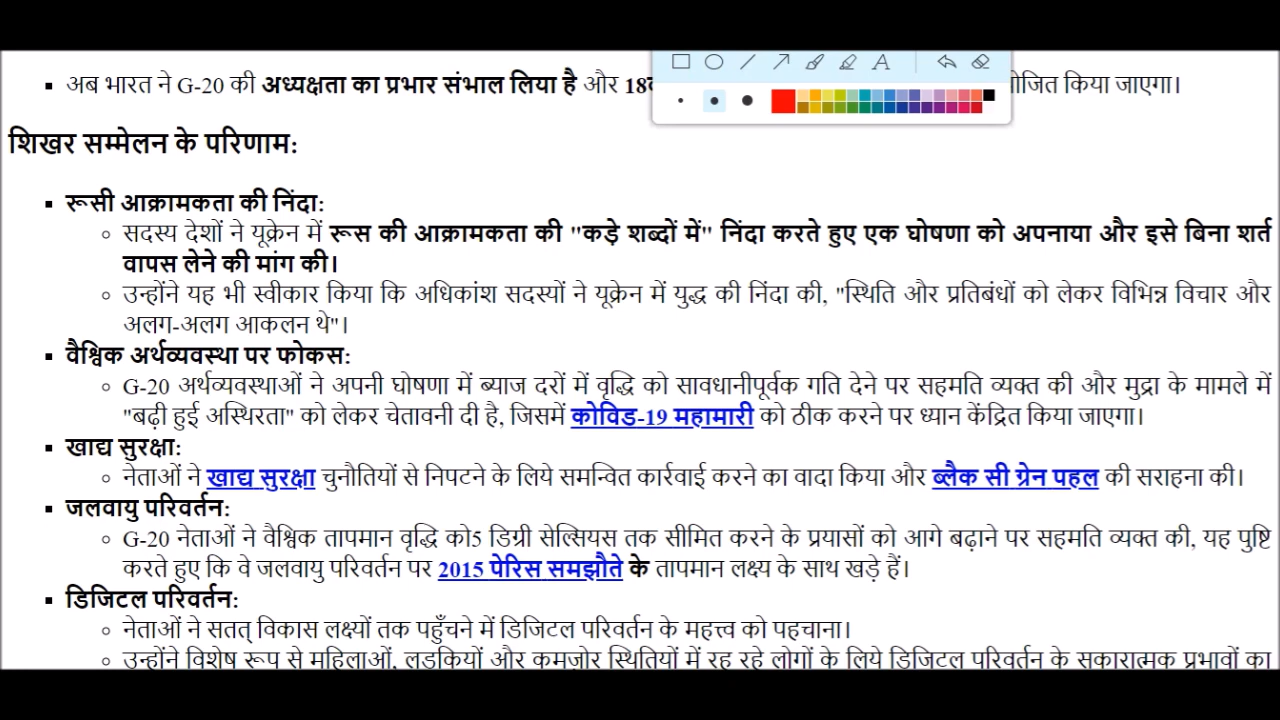 ▪ अब भारत ने G-20 की अध्यक्षता का प्रभार संभाल लिया है और ोजित किया जाएगा।
शिखर सम्मेलन के परिणाम:
▪ रूसी आक्रामकता की निंदा:
○ सदस्य देशों ने यूक्रेन में रूस की आक्रामकता की "कड़े शब्दों में" निंदा करते हुए एक घोषणा को अपनाया और इसे बिना शर्त
वापस लेने की मांग की।
○ उन्होंने यह भी स्वीकार किया कि अधिकांश सदस्यों ने यूक्रेन में युद्ध की निंदा की, "स्थिति और प्रतिबंधों को लेकर विभिन्न विचार और
अलग-अलग आकलन थे"।
▪ वैश्विक अर्थव्यवस्था पर फोकस:
○ G-20 अर्थव्यवस्थाओं ने अपनी घोषणा में ब्याज दरों में वृद्धि को सावधानीपूर्वक गति देने पर सहमति व्यक्त की और मुद्रा के मामले में
"बढ़ी हुई अस्थिरता" को लेकर चेतावनी दी है, जिसमें कोविड-19 महामारी को ठीक करने पर ध्यान केंद्रित किया जाएगा।
▪ खाद्य सुरक्षा:
○ नेताओं ने खाद्य सुरक्षा चुनौतियों से निपटने के लिये समन्वित कार्रवाई करने का वादा किया और ब्लैक सी ग्रेन पहल की सराहना की।
▪ जलवायु परिवर्तन:
○ G-20 नेताओं ने वैश्विक तापमान वृद्धि को5 डिग्री सेल्सियस तक सीमित करने के प्रयासों को आगे बढ़ाने पर सहमति व्यक्त की, यह पुष्टि
करते हुए कि वे जलवायु परिवर्तन पर 2015 पेरिस समझौते के तापमान लक्ष्य के साथ खड़े हैं।
▪ डिजिटल परिवर्तन:
○ नेताओं ने सतत् विकास लक्ष्यों तक पहुँचने में डिजिटल परिवर्तन के महत्त्व को पहचाना।
○ उन्होंने विशेष रूप से महिलाओं, लड़कियों और कमजोर स्थितियों में रह रहे लोगों के लिये डिजिटल परिवर्तन के सकारात्मक प्रभावों का